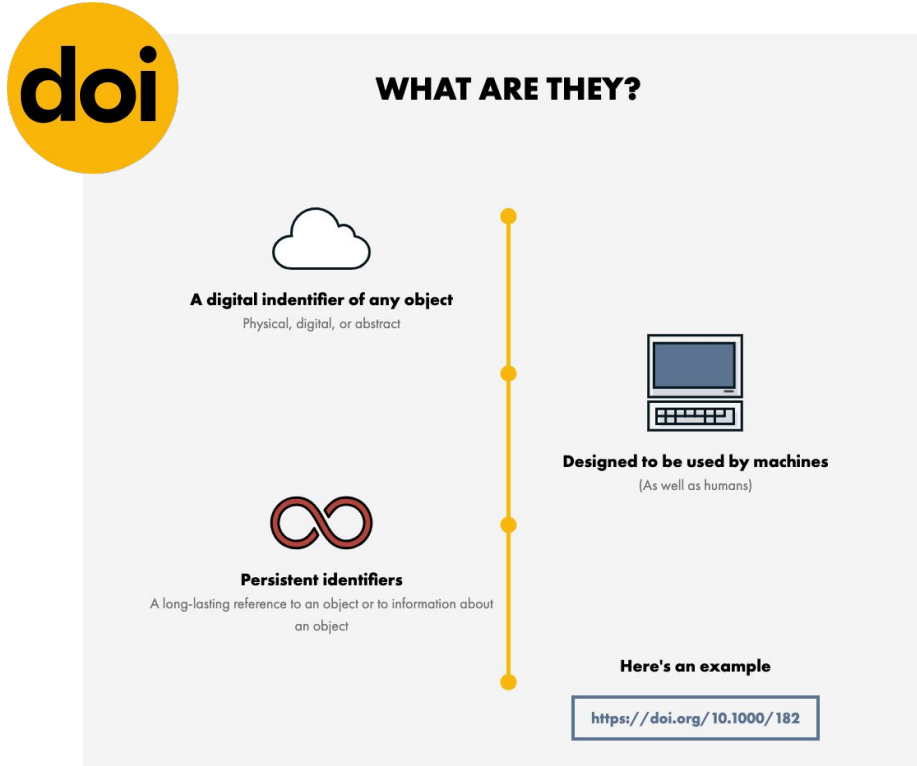 doi
WHAT ARE THEY?
A digital indentifier of any object
Physical, digital, or abstract
Designed to be used by machines
(As well as humans)
Persistent identifiers
A long-lasting reference to an object or to information about
an object
Here's an example
https://doi.org/10.1000/182